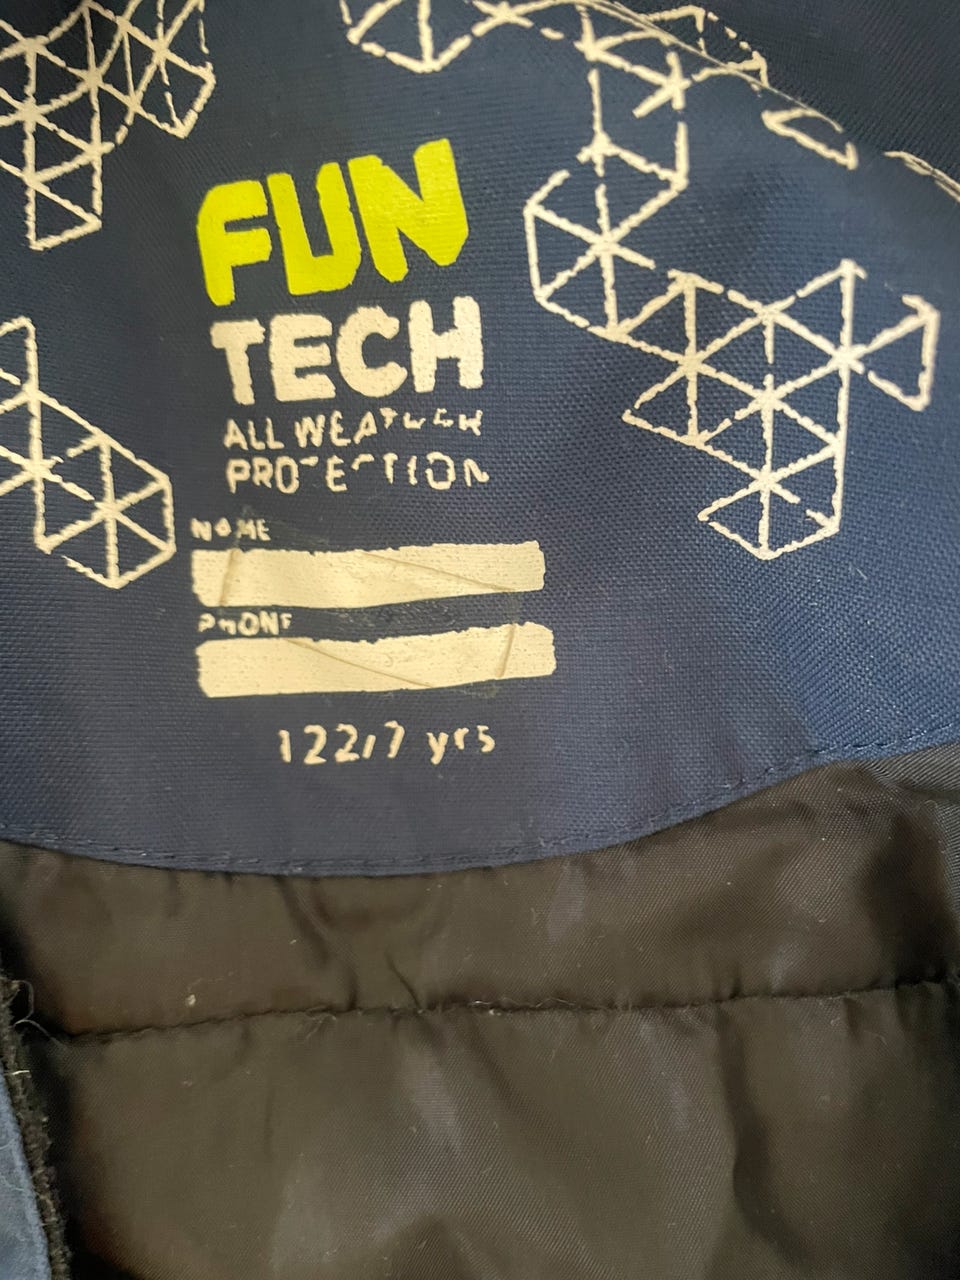 FUN
TECH
ALL WEATHER
PROTECTION
NAME
PHONE
122/7 yrs